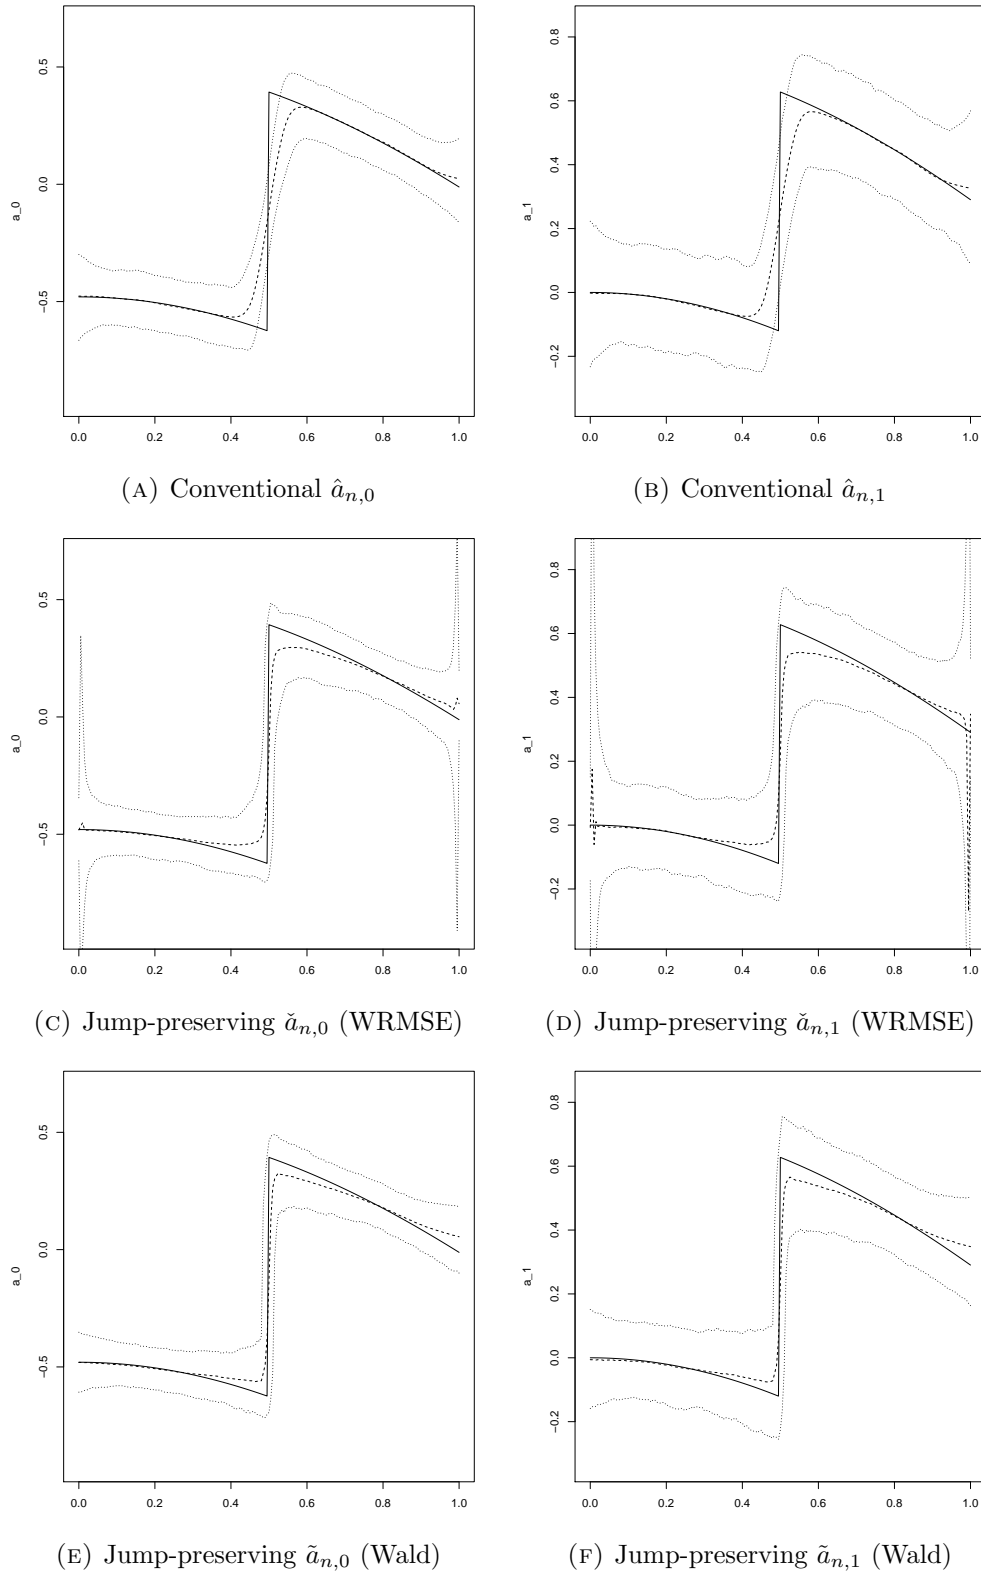 a_0
0.5
0.0
−0.5
0.0 0.2 0.4 0.6 0.8 1.0
(A) Conventional â_{n,0}
a_1
0.8
0.6
0.4
0.2
0.0
−0.2
0.0 0.2 0.4 0.6 0.8 1.0
(B) Conventional â_{n,1}
a_0
0.5
0.0
−0.5
0.0 0.2 0.4 0.6 0.8 1.0
(C) Jump-preserving ǎ_{n,0} (WRMSE)
a_1
0.8
0.6
0.4
0.2
0.0
−0.2
0.0 0.2 0.4 0.6 0.8 1.0
(D) Jump-preserving ǎ_{n,1} (WRMSE)
a_0
0.5
0.0
−0.5
0.0 0.2 0.4 0.6 0.8 1.0
(E) Jump-preserving ã_{n,0} (Wald)
a_1
0.8
0.6
0.4
0.2
0.0
−0.2
0.0 0.2 0.4 0.6 0.8 1.0
(F) Jump-preserving ã_{n,1} (Wald)